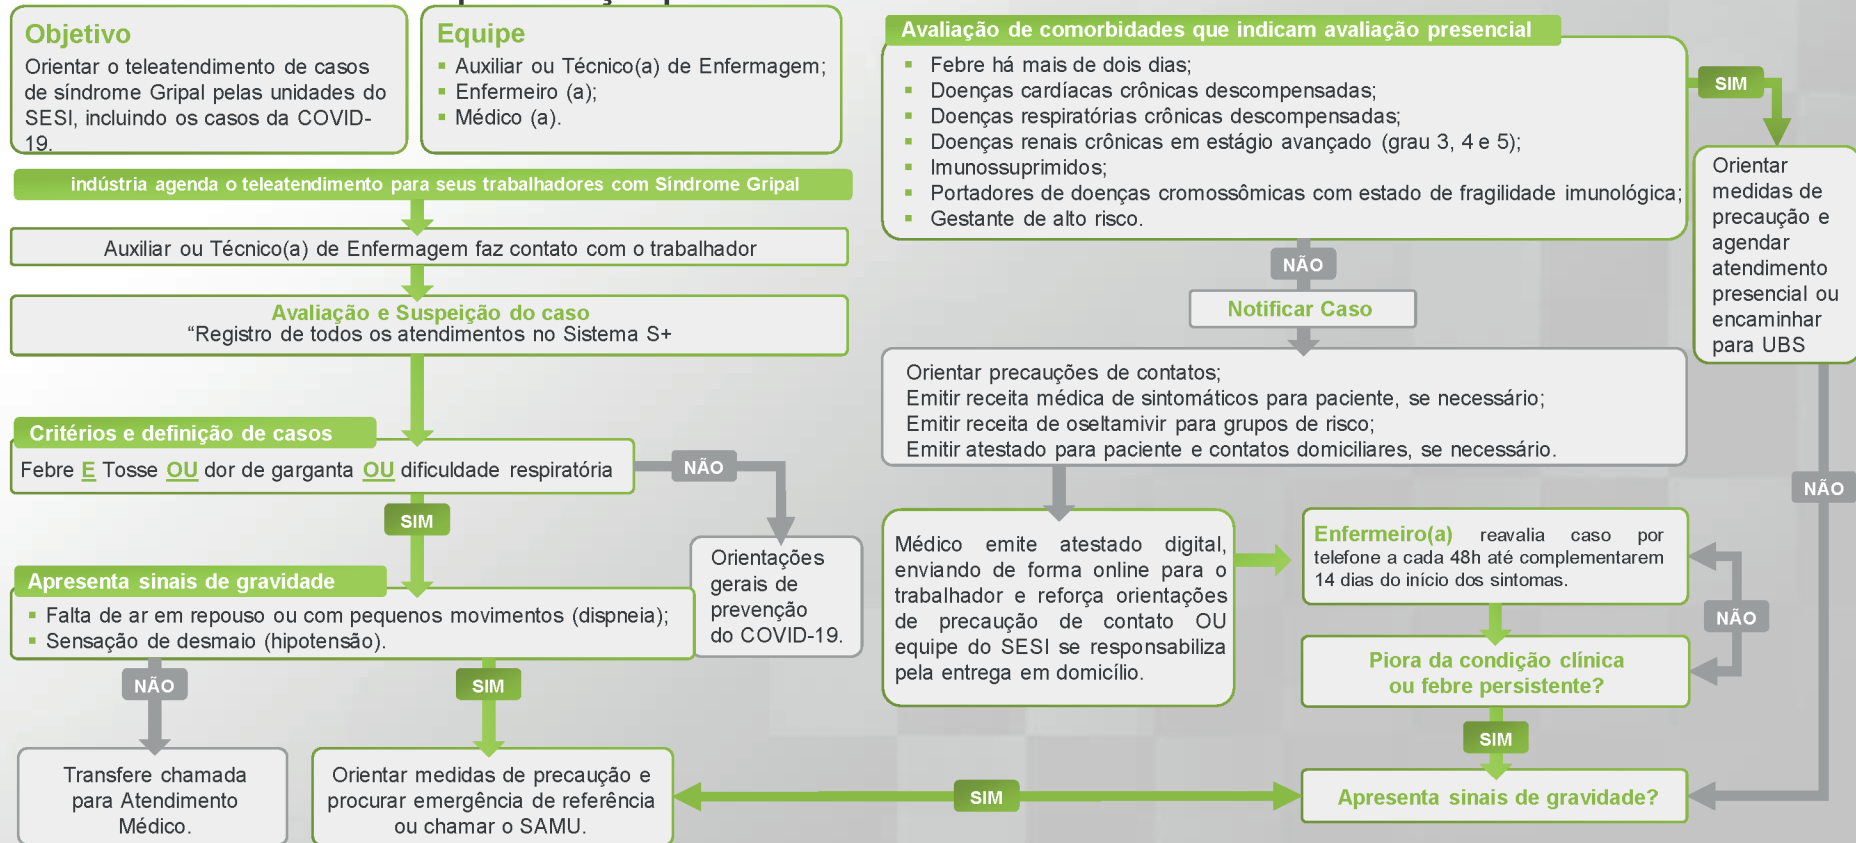 Objetivo
Orientar o teleatendimento de casos
de síndrome Gripal pelas unidades do
SESI, incluindo os casos da COVID-
19.
Equipe
Auxiliar ou Técnico(a) de Enfermagem;
Enfermeiro (a);
Médico (a).
indústria agenda o teleatendimento para seus trabalhadores com Síndrome Gripal
Auxiliar ou Técnico(a) de Enfermagem faz contato com o trabalhador
Avaliação e Suspeição do caso
“Registro de todos os atendimentos no Sistema S+
Critérios e definição de casos
Febre E Tosse OU dor de garganta OU dificuldade respiratória
NÃO
SIM
Orientações
gerais de
prevenção
do COVID-19.
Apresenta sinais de gravidade
Falta de ar em repouso ou com pequenos movimentos (dispneia);
Sensação de desmaio (hipotensão).
NÃO
SIM
Transfere chamada
para Atendimento
Médico.
Orientar medidas de precaução e
procurar emergência de referência
ou chamar o SAMU.
Avaliação de comorbidades que indicam avaliação presencial
Febre há mais de dois dias;
Doenças cardíacas crônicas descompensadas;
Doenças respiratórias crônicas descompensadas;
Doenças renais crônicas em estágio avançado (grau 3, 4 e 5);
Imunossuprimidos;
Portadores de doenças cromossômicas com estado de fragilidade imunológica;
Gestante de alto risco.
SIM
Orientar
medidas de
precaução e
agendar
atendimento
presencial ou
encaminhar
para UBS
NÃO
Notificar Caso
Orientar precauções de contatos;
Emitir receita médica de sintomáticos para paciente, se necessário;
Emitir receita de oseltamivir para grupos de risco;
Emitir atestado para paciente e contatos domiciliares, se necessário.
NÃO
Médico emite atestado digital,
enviando de forma online para o
trabalhador e reforça orientações
de precaução de contato OU
equipe do SESI se responsabiliza
pela entrega em domicílio.
Enfermeiro(a) reavalia caso por
telefone a cada 48h até complementarem
14 dias do início dos sintomas.
NÃO
Piora da condição clínica
ou febre persistente?
SIM
SIM
Apresenta sinais de gravidade?